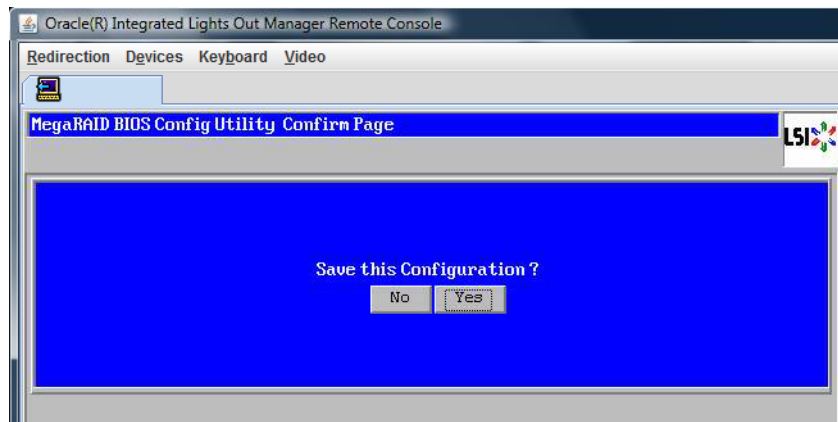 Oracle(R) Integrated Lights Out Manager Remote Console
Redirection Devices Keyboard Video
MegaRAID BIOS Config Utility Confirm Page
LSI
Save this Configuration ?
No Yes